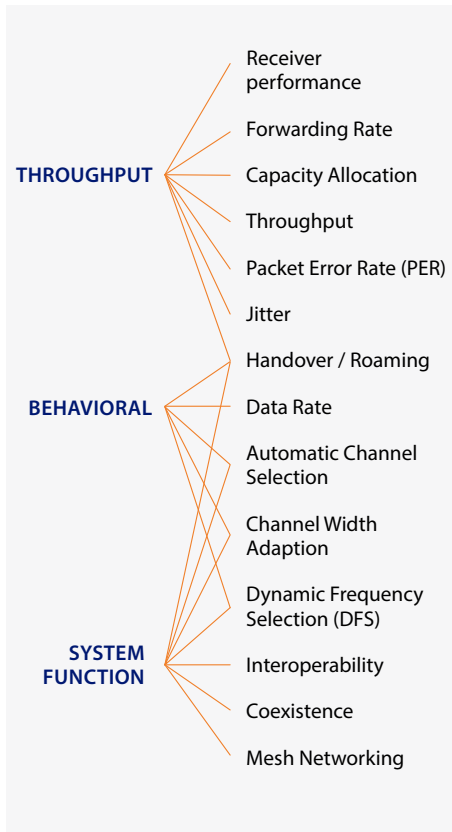 Receiver
performance
Forwarding Rate
THROUGHPUT
Capacity Allocation
Throughput
Packet Error Rate (PER)
Jitter
Handover / Roaming
BEHAVIORAL
Data Rate
Automatic Channel
Selection
Channel Width
Adaption
Dynamic Frequency
Selection (DFS)
SYSTEM
FUNCTION
Interoperability
Coexistence
Mesh Networking